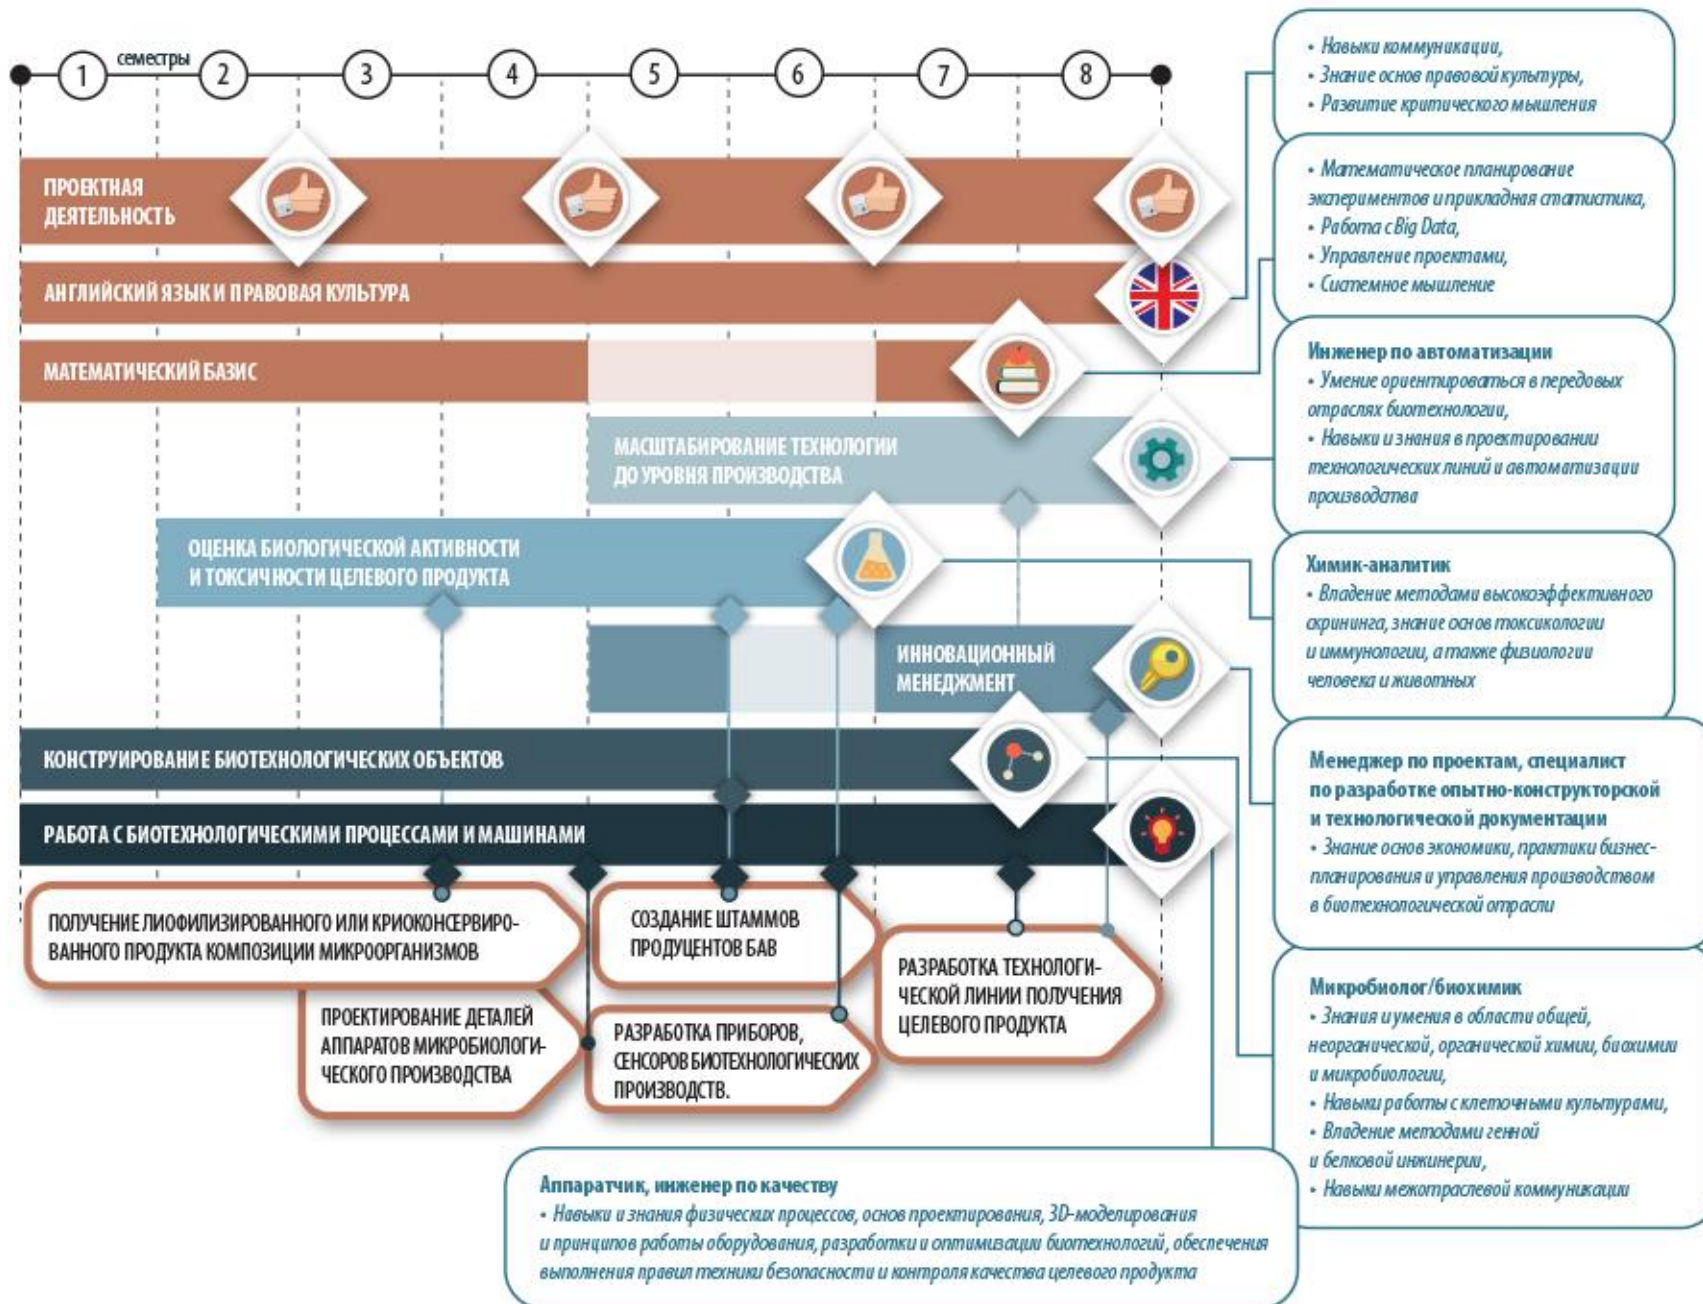 семестры
1 2 3 4 5 6 7 8
ПРОЕКТНАЯ
ДЕЯТЕЛЬНОСТЬ
АНГЛИЙСКИЙ ЯЗЫК И ПРАВОВАЯ КУЛЬТУРА
МАТЕМАТИЧЕСКИЙ БАЗИС
МАСШТАБИРОВАНИЕ ТЕХНОЛОГИИ
ДО УРОВНЯ ПРОИЗВОДСТВА
ОЦЕНКА БИОЛОГИЧЕСКОЙ АКТИВНОСТИ
И ТОКСИЧНОСТИ ЦЕЛЕВОГО ПРОДУКТА
ИННОВАЦИОННЫЙ
МЕНЕДЖМЕНТ
КОНСТРУИРОВАНИЕ БИОТЕХНОЛОГИЧЕСКИХ ОБЪЕКТОВ
РАБОТА С БИОТЕХНОЛОГИЧЕСКИМИ ПРОЦЕССАМИ И МАШИНАМИ
ПОЛУЧЕНИЕ ЛИОФИЛИЗИРОВАННОГО ИЛИ КРИОКОНСЕРВИРО-
ВАННОГО ПРОДУКТА КОМПОЗИЦИИ МИКРООРГАНИЗМОВ
ПРОЕКТИРОВАНИЕ ДЕТАЛЕЙ
АППАРАТОВ МИКРОБИОЛОГИ-
ЧЕСКОГО ПРОИЗВОДСТВА
СОЗДАНИЕ ШТАММОВ
ПРОДУЦЕНТОВ БАВ
РАЗРАБОТКА ПРИБОРОВ,
СЕНСОРОВ БИОТЕХНОЛОГИЧЕСКИХ
ПРОИЗВОДСТВ.
РАЗРАБОТКА ТЕХНОЛОГИ-
ЧЕСКОЙ ЛИНИИ ПОЛУЧЕНИЯ
ЦЕЛЕВОГО ПРОДУКТА
• Навыки коммуникации,
• Знание основ правовой культуры,
• Развитие критического мышления
• Математическое планирование
экспериментов и прикладная статистика,
• Работа с Big Data,
• Управление проектами,
• Системное мышление
Инженер по автоматизации
• Умение ориентироваться в передовых
отраслях биотехнологии,
• Навыки и знания в проектировании
технологических линий и автоматизации
производства
Химик-аналитик
• Владение методами высокоэффективного
скрининга, знание основ токсикологии
и иммунологии, а также физиологии
человека и животных
Менеджер по проектам, специалист
по разработке опытно-конструкторской
и технологической документации
• Знание основ экономики, практики бизнес-
планирования и управления производством
в биотехнологической отрасли
Микробиолог/биохимик
• Знания и умения в области общей,
неорганической, органической химии, биохимии
и микробиологии,
• Навыки работы с клеточными культурами,
• Владение методами генной
и белковой инжинерии,
• Навыки межотраслевой коммуникации
Аппаратчик, инженер по качеству
• Навыки и знания физических процессов, основ проектирования, 3D-моделирования
и принципов работы оборудования, разработки и оптимизации биотехнологий, обеспечения
выполнения правил техники безопасности и контроля качества целевого продукта